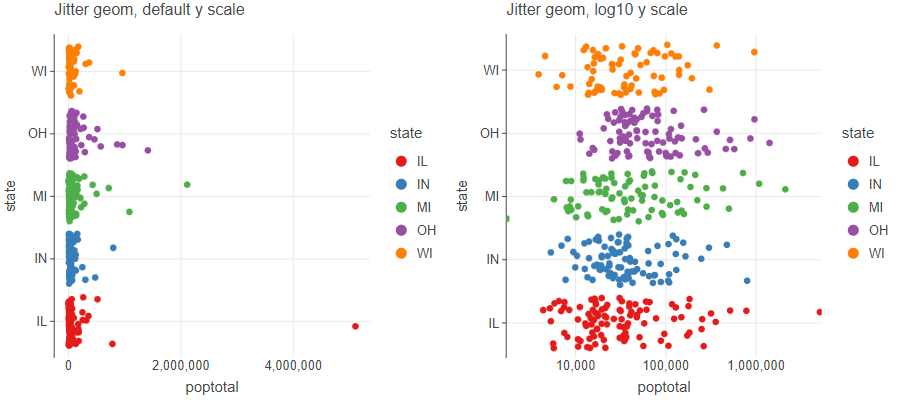 Jitter geom, default y scale
WI
OH
MI
IN
IL
state
0
2,000,000
4,000,000
poptotal
state
IL
IN
MI
OH
WI
Jitter geom, log10 y scale
WI
OH
MI
IN
IL
state
10,000
100,000
1,000,000
poptotal
state
IL
IN
MI
OH
WI